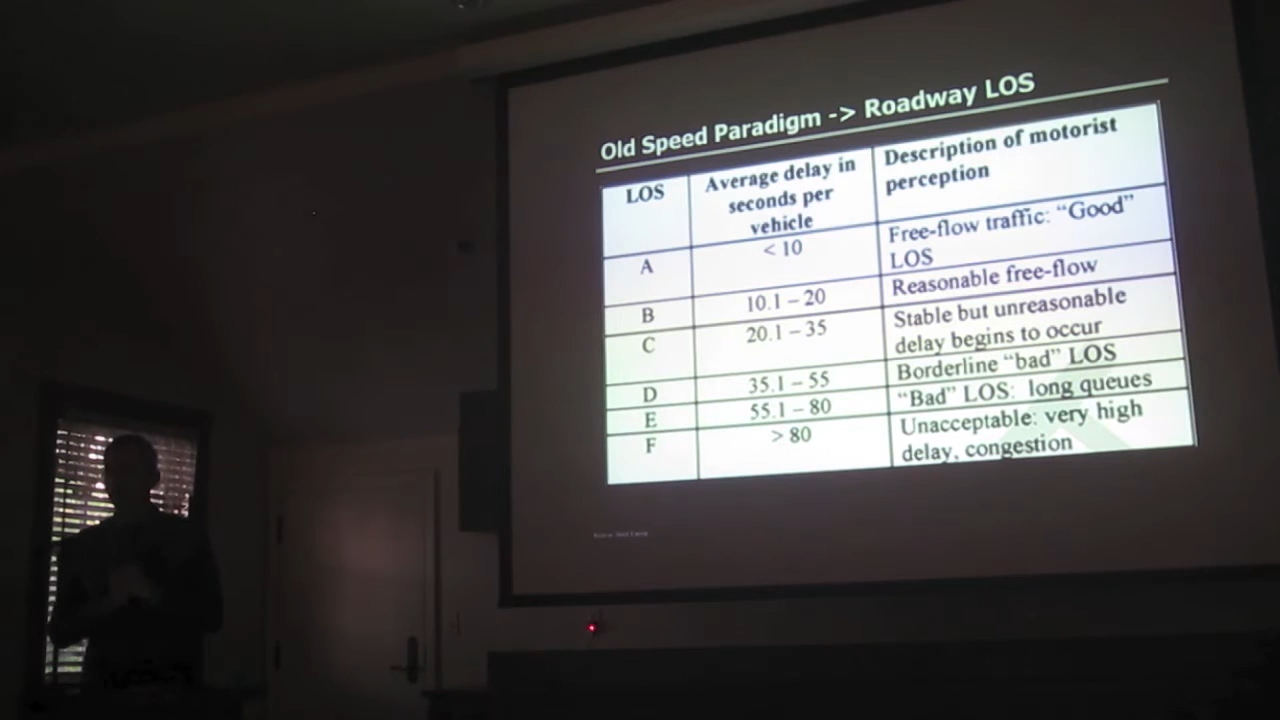 Old Speed Paradigm -> Roadway LOS
LOS
Average delay in
seconds per
vehicle
Description of motorist
perception
A
< 10
Free-flow traffic: “Good”
LOS
B
10.1 – 20
Reasonable free-flow
C
20.1 – 35
Stable but unreasonable
delay begins to occur
D
35.1 – 55
Borderline “bad” LOS
E
55.1 – 80
“Bad” LOS: long queues
F
> 80
Unacceptable: very high
delay, congestion